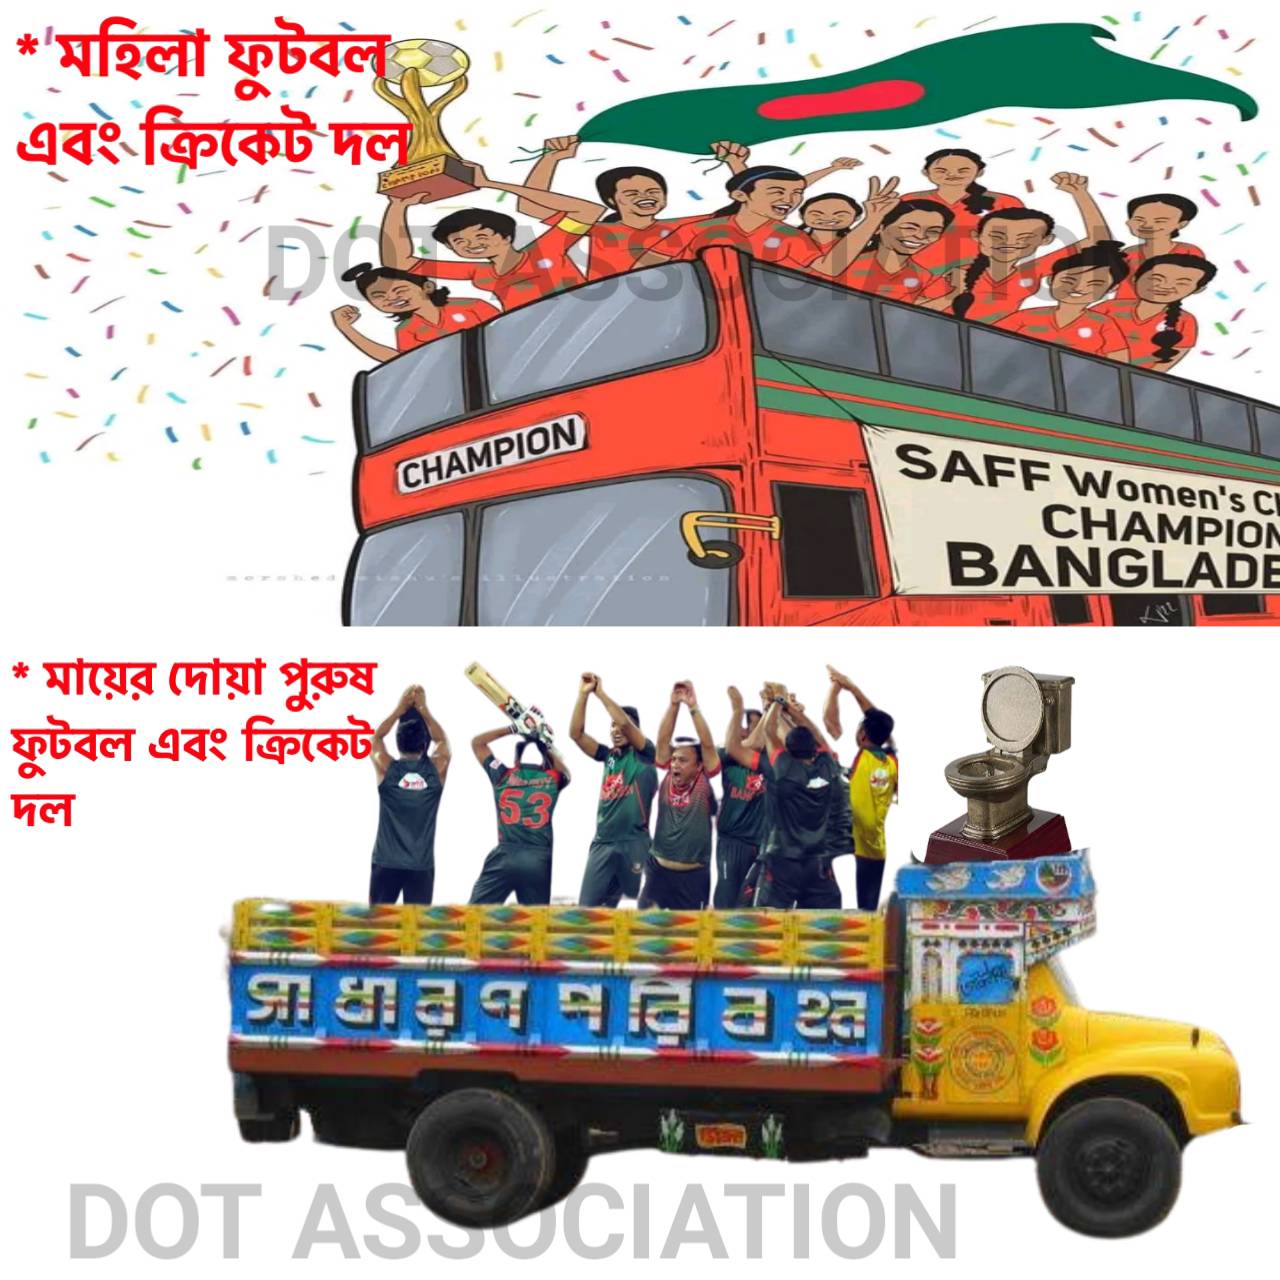 * মহিলা ফুটবল
এবং ক্রিকেট দল
DOT ASSOCIATION
CHAMPION
SAFF Women's Ch
CHAMPION
BANGLADE
* মায়ের দোয়া পুরুষ
ফুটবল এবং ক্রিকেট
দল
53
সাধারণ পরিবহন
DOT ASSOCIATION